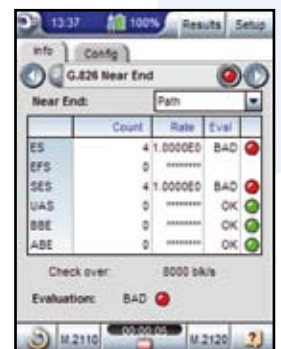 13:37 100% Results Setup
Info Config
G.826 Near End
Near End: Path
Count Rate Eval
ES 4 1.0000E0 BAD
EFS 0 ********
SES 4 1.0000E0 BAD
UAS 0 ******** OK
BBE 0 ******** OK
ABE 0 ******** OK
Check over: 8000 blk/s
Evaluation: BAD
M.2110 00:00:05 M.2120 ?